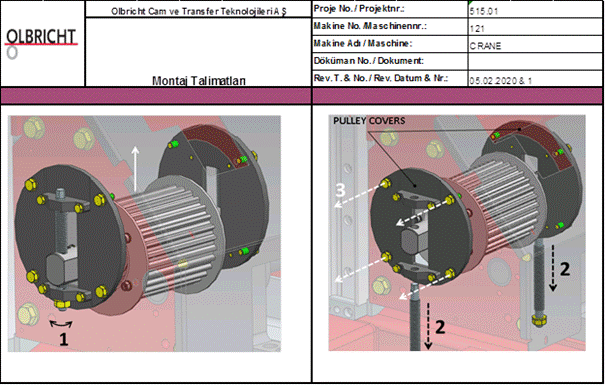 OLBRICHT
O
Olbricht Cam ve Transfer Teknolojileri A Ş
Montaj Talimatları
Proje No. / Projektnr.: 515.01
Makine No. /Maschinennr.: 121
Makine Adı / Maschine: CRANE
Döküman No. / Dokument:
Rev. T. & No. / Rev. Datum & Nr.: 05.02.2020 & 1
1
PULLEY COVERS
3
2
2